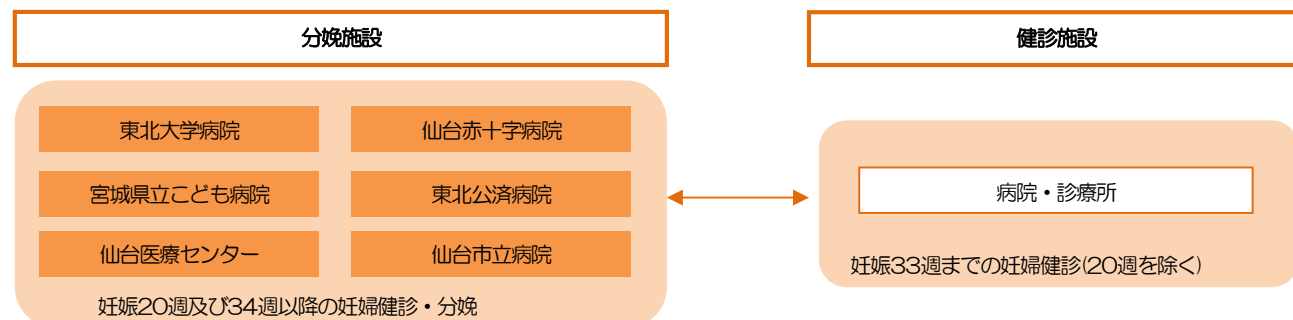 分娩施設
健診施設
東北大学病院
仙台赤十字病院
宮城県立こども病院
東北公済病院
仙台医療センター
仙台市立病院
妊娠20週及び34週以降の妊婦健診・分娩
病院・診療所
妊娠33週までの妊婦健診(20週を除く)